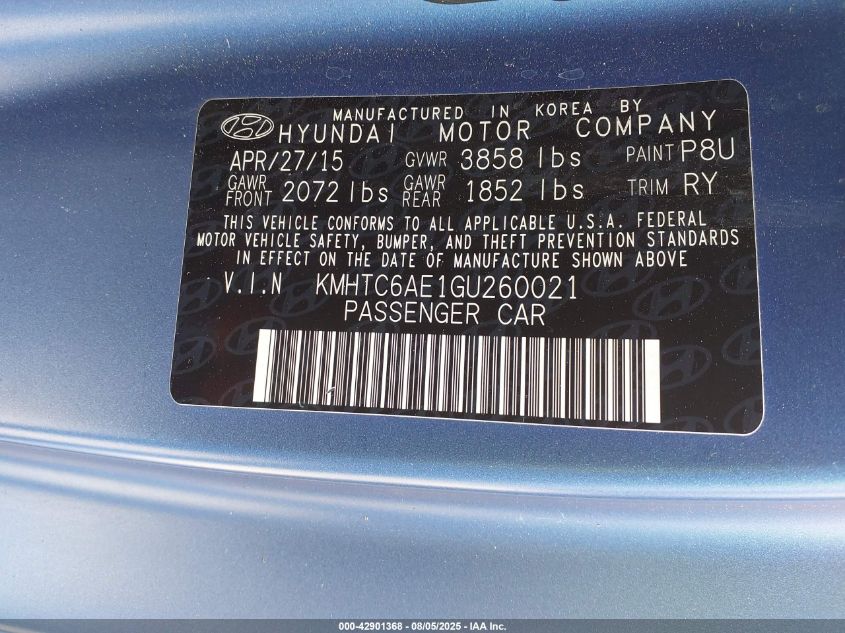 MANUFACTURED IN KOREA BY
HYUNDAI MOTOR COMPANY
APR/27/15 GVWR 3858 lbs PAINT P8U
GAWR FRONT 2072 lbs GAWR REAR 1852 lbs TRIM RY
THIS VEHICLE CONFORMS TO ALL APPLICABLE U.S.A. FEDERAL
MOTOR VEHICLE SAFETY, BUMPER, AND THEFT PREVENTION STANDARDS
IN EFFECT ON THE DATE OF MANUFACTURE SHOWN ABOVE.
V.I.N KMHTC6AE1GU260021
PASSENGER CAR
000-42901368 - 08/05/2025 - IAA Inc.